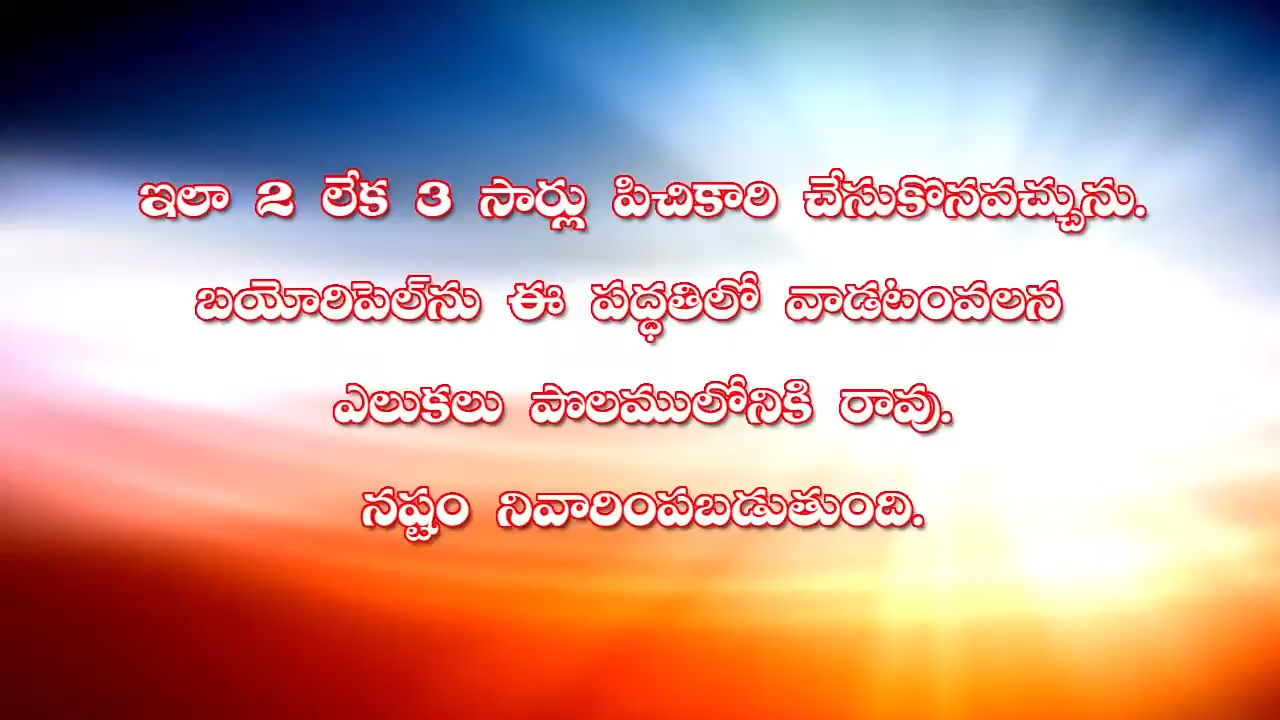 ఇలా 2 లేక 3 సార్లు పిచికారి చేసుకొనవచ్చును.
బయోరిపెల్‌ను ఈ పద్ధతిలో వాడటంవలన
ఎలుకలు పొలములోనికి రావు.
నష్టం నివారింపబడుతుంది.